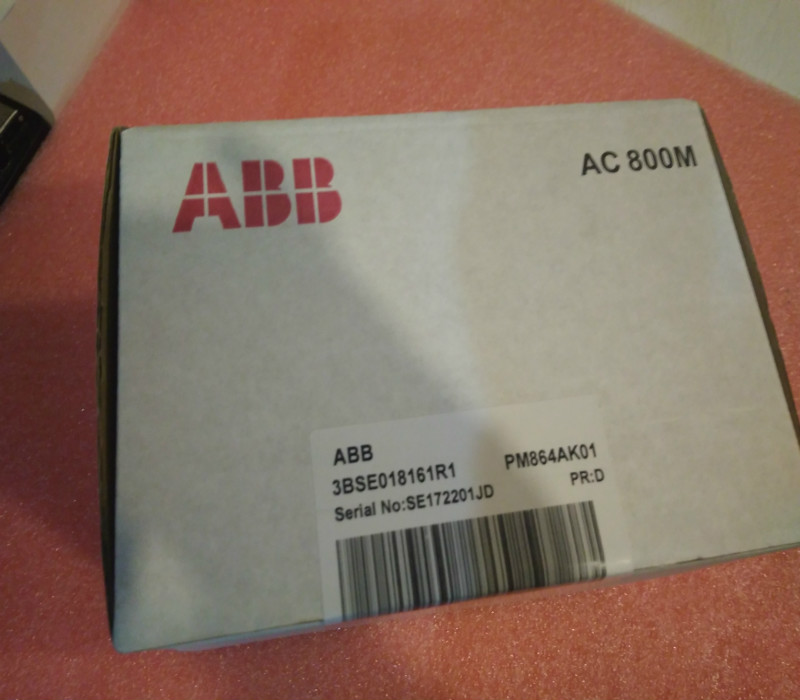 ABB
AC 800M
ABB
3BSE018161R1 PM864AK01
Serial No:SE172201JD PR:D